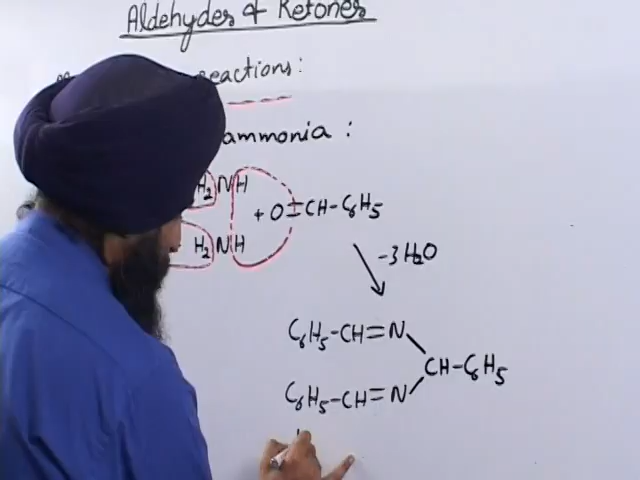 Aldehydes & Ketones
reactions:
ammonia :
H2NH
+ O=CH-C6H5
H2NH
-3H2O
C6H5-CH=N
CH-C6H5
C6H5-CH=N